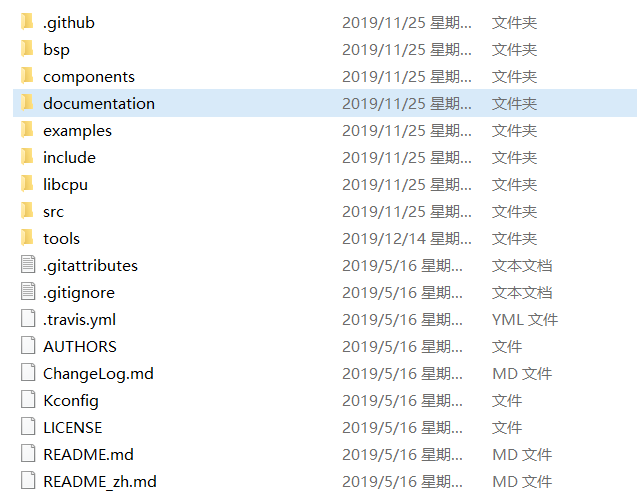 .github 2019/11/25 星期... 文件夹
bsp 2019/11/25 星期... 文件夹
components 2019/11/25 星期... 文件夹
documentation 2019/11/25 星期... 文件夹
examples 2019/11/25 星期... 文件夹
include 2019/11/25 星期... 文件夹
libcpu 2019/11/25 星期... 文件夹
src 2019/11/25 星期... 文件夹
tools 2019/12/14 星期... 文件夹
.gitattributes 2019/5/16 星期... 文本文档
.gitignore 2019/5/16 星期... 文本文档
.travis.yml 2019/5/16 星期... YML 文件
AUTHORS 2019/5/16 星期... 文件
ChangeLog.md 2019/5/16 星期... MD 文件
Kconfig 2019/5/16 星期... 文件
LICENSE 2019/5/16 星期... 文件
README.md 2019/5/16 星期... MD 文件
README_zh.md 2019/5/16 星期... MD 文件